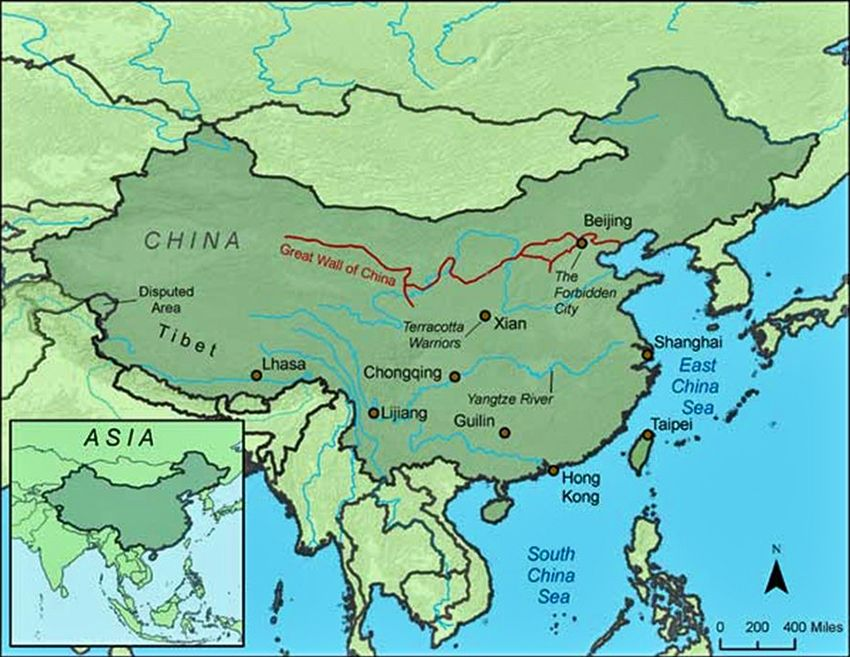 Beijing
CHINA
Great Wall of China
The
Forbidden
City
Disputed
Area
Tibet
Terracotta
Warriors
Xian
Shanghai
East
China
Sea
Lhasa
Chongqing
Yangtze River
Lijiang
Guilin
Taipei
ASIA
Hong
Kong
South
China
Sea
N
0 200 400 Miles